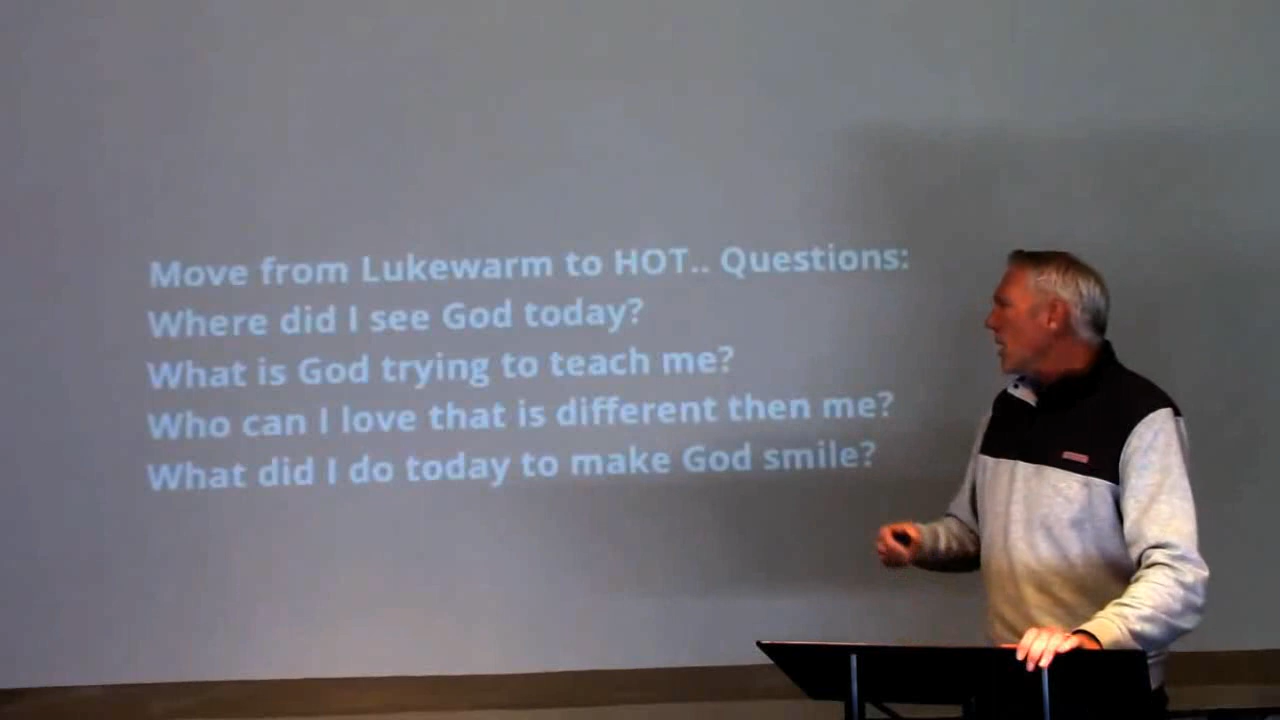 Move from Lukewarm to HOT.. Questions:
Where did I see God today?
What is God trying to teach me?
Who can I love that is different then me?
What did I do today to make God smile?